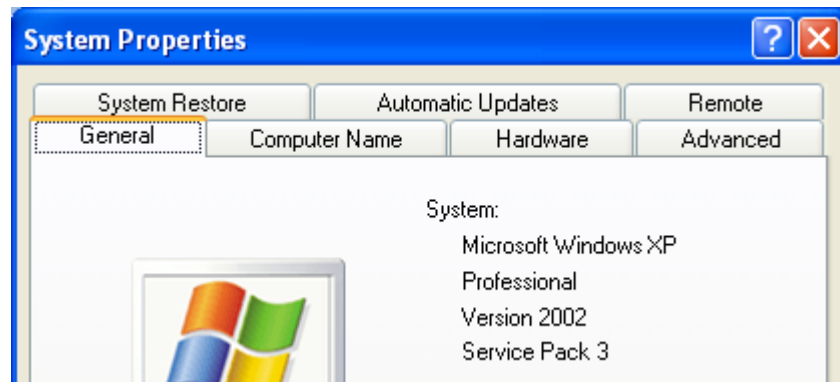 System Properties
System Restore Automatic Updates Remote
General Computer Name Hardware Advanced
System:
Microsoft Windows XP
Professional
Version 2002
Service Pack 3